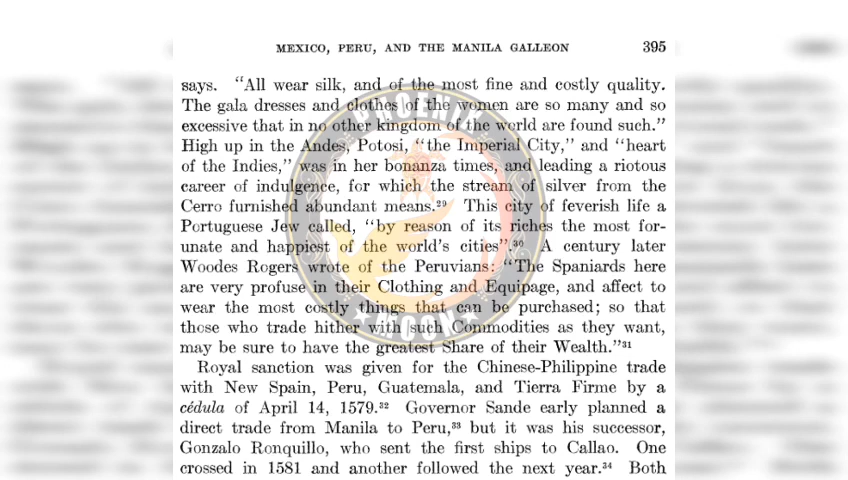 MEXICO, PERU, AND THE MANILA GALLEON 395
says. "All wear silk, and of the most fine and costly quality.
The gala dresses and clothes of the women are so many and so
excessive that in no other kingdom of the world are found such."
High up in the Andes, Potosi, "the Imperial City," and "heart
of the Indies," was in her bonanza times, and leading a riotous
career of indulgence, for which the stream of silver from the
Cerro furnished abundant means.²⁹ This city of feverish life a
Portuguese Jew called, "by reason of its riches the most for-
unate and happiest of the world's cities".³⁰ A century later
Woodes Rogers wrote of the Peruvians: "The Spaniards here
are very profuse in their Clothing and Equipage, and affect to
wear the most costly things that can be purchased; so that
those who trade hither with such Commodities as they want,
may be sure to have the greatest Share of their Wealth."³¹
Royal sanction was given for the Chinese-Philippine trade
with New Spain, Peru, Guatemala, and Tierra Firme by a
cédula of April 14, 1579.³² Governor Sande early planned a
direct trade from Manila to Peru,³³ but it was his successor,
Gonzalo Ronquillo, who sent the first ships to Callao. One
crossed in 1581 and another followed the next year.³⁴ Both